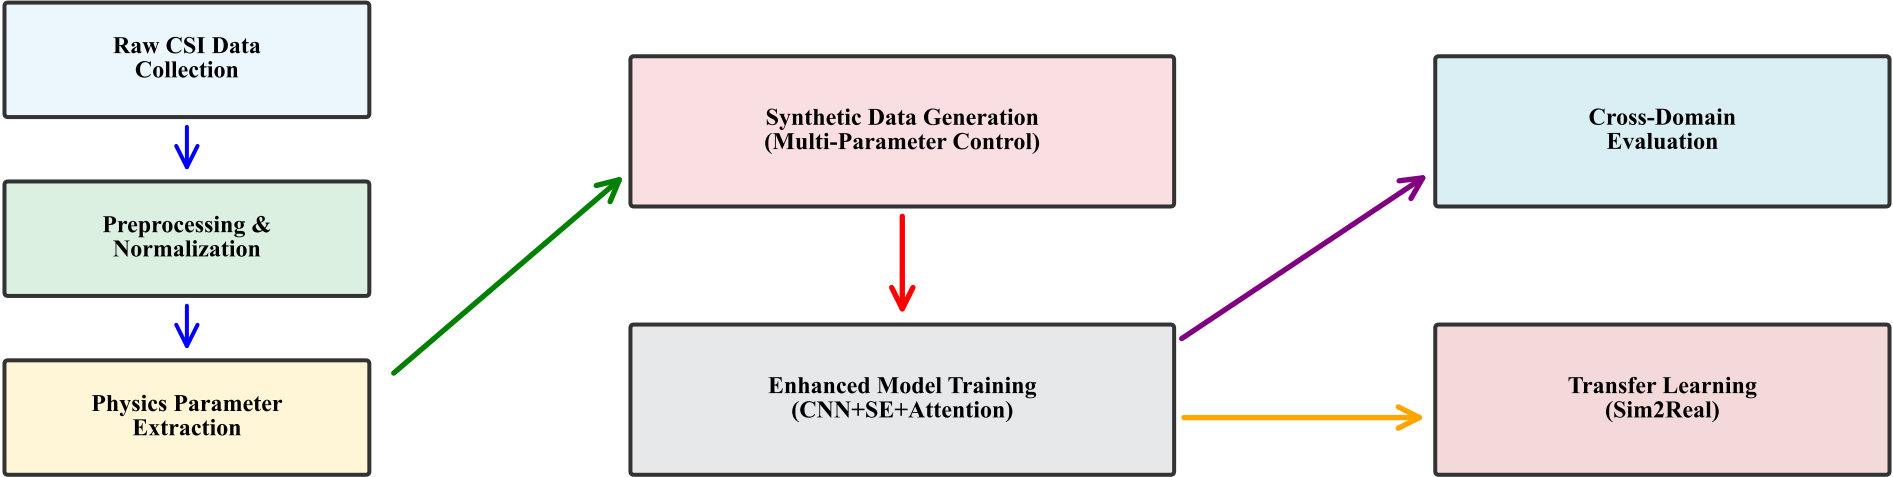 Raw CSI Data
Collection
Preprocessing &
Normalization
Physics Parameter
Extraction
Synthetic Data Generation
(Multi-Parameter Control)
Enhanced Model Training
(CNN+SE+Attention)
Cross-Domain
Evaluation
Transfer Learning
(Sim2Real)